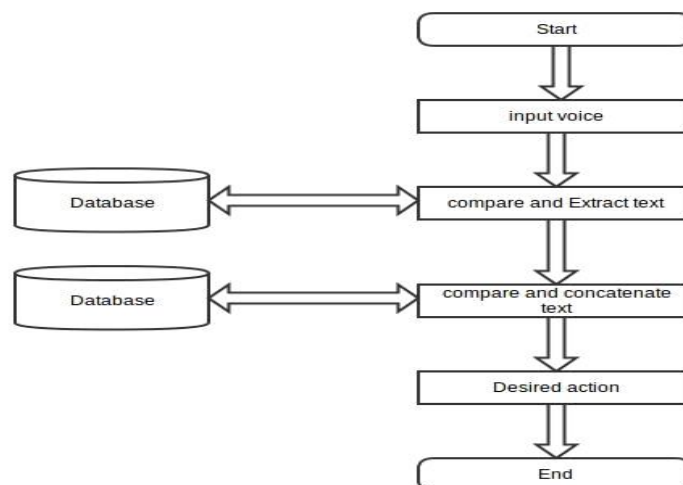 Start
input voice
Database
compare and Extract text
Database
compare and concatenate
text
Desired action
End